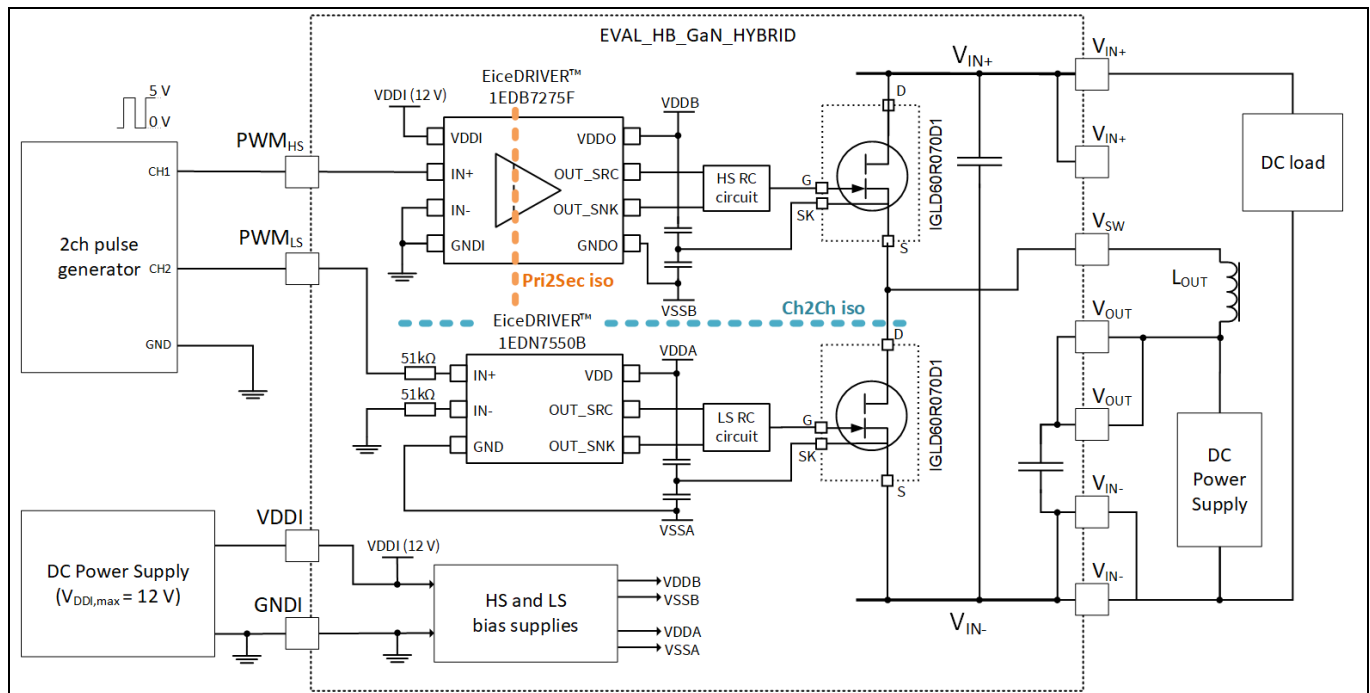 EVAL_HB_GaN_HYBRID
5 V
0 V
2ch pulse
generator
CH1
CH2
GND
PWMHS
PWMLS
VDDI (12 V)
EiceDRIVER™
1EDB7275F
VDDI
IN+
IN-
GNDI
VDDO
OUT_SRC
OUT_SNK
GNDO
Pri2Sec iso
VDDB
VSSB
HS RC
circuit
G
SK
D
S
IGLD60R070D1
Ch2Ch iso
EiceDRIVER™
1EDN7550B
51kΩ
51kΩ
IN+
IN-
GND
VDD
OUT_SRC
OUT_SNK
VDDA
VSSA
LS RC
circuit
G
SK
D
S
IGLD60R070D1
VIN+
VIN-
VIN+
VIN+
VSW
VOUT
VOUT
VIN-
VIN-
LOUT
DC load
DC
Power
Supply
DC Power Supply
(VDDI,max = 12 V)
VDDI
GNDI
VDDI (12 V)
HS and LS
bias supplies
VDDB
VSSB
VDDA
VSSA